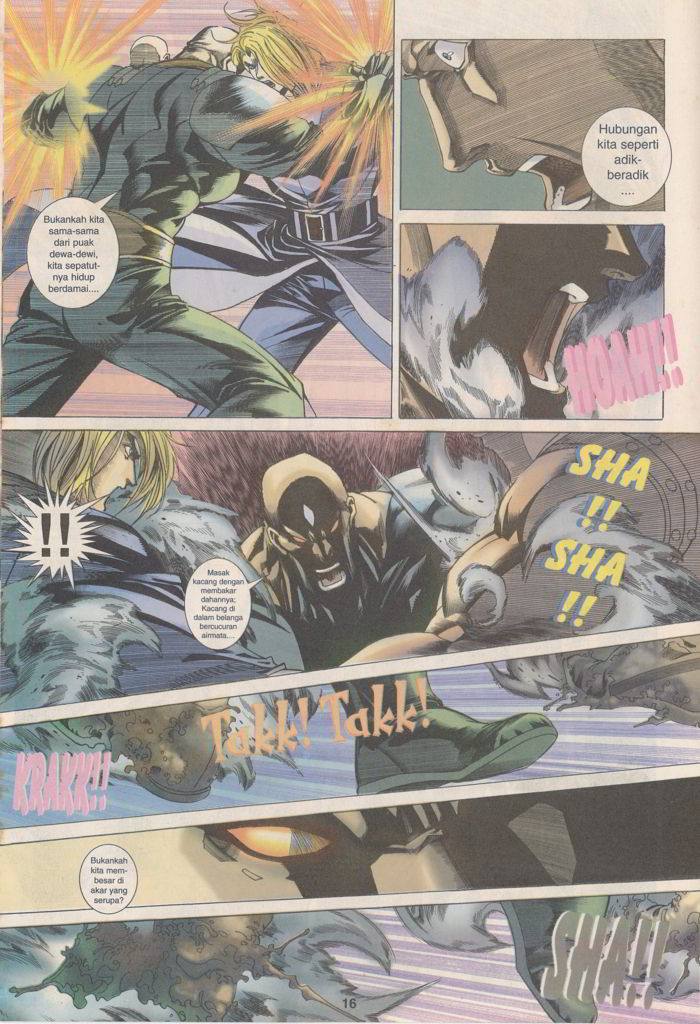 Bukankah kita
sama-sama
dari puak
dewa-dewi,
kita sepatut-
nya hidup
berdamai....
Hubungan
kita seperti
adik-
beradik
....
HOAH!!
!!
Masak
kacang dengan
membakar
dahannya;
Kacang di
dalam belanga
bercucuran
airmata....
SHA
!!
SHA
!!
Takk! Takk!
KRAKK!!
Bukankah
kita mem-
besar di
akar yang
serupa?
SHA!!
16